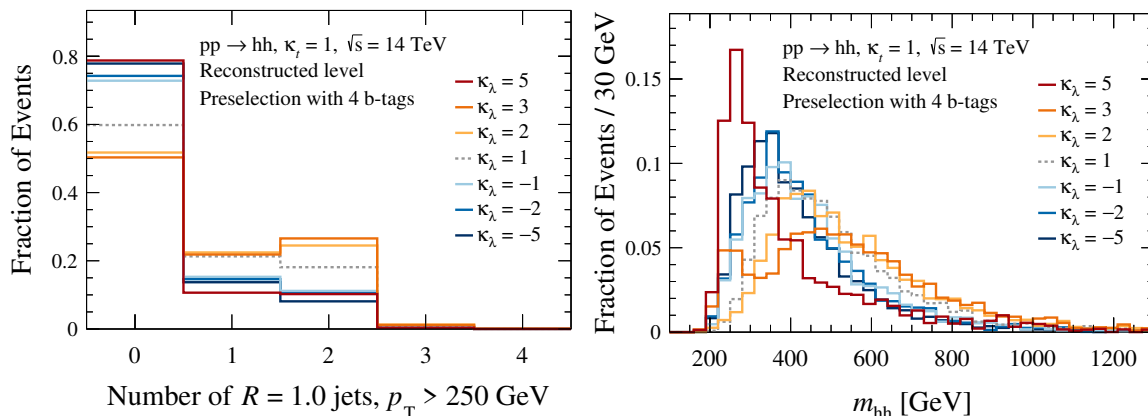 pp → hh, κt = 1, √s = 14 TeV
Reconstructed level
Preselection with 4 b-tags
κλ = 5
κλ = 3
κλ = 2
κλ = 1
κλ = −1
κλ = −2
κλ = −5
Fraction of Events
0.8
0.6
0.4
0.2
0
0 1 2 3 4
Number of R = 1.0 jets, pT > 250 GeV
pp → hh, κt = 1, √s = 14 TeV
Reconstructed level
Preselection with 4 b-tags
κλ = 5
κλ = 3
κλ = 2
κλ = 1
κλ = −1
κλ = −2
κλ = −5
Fraction of Events / 30 GeV
0.15
0.1
0.05
0
200 400 600 800 1000 1200
mhh [GeV]